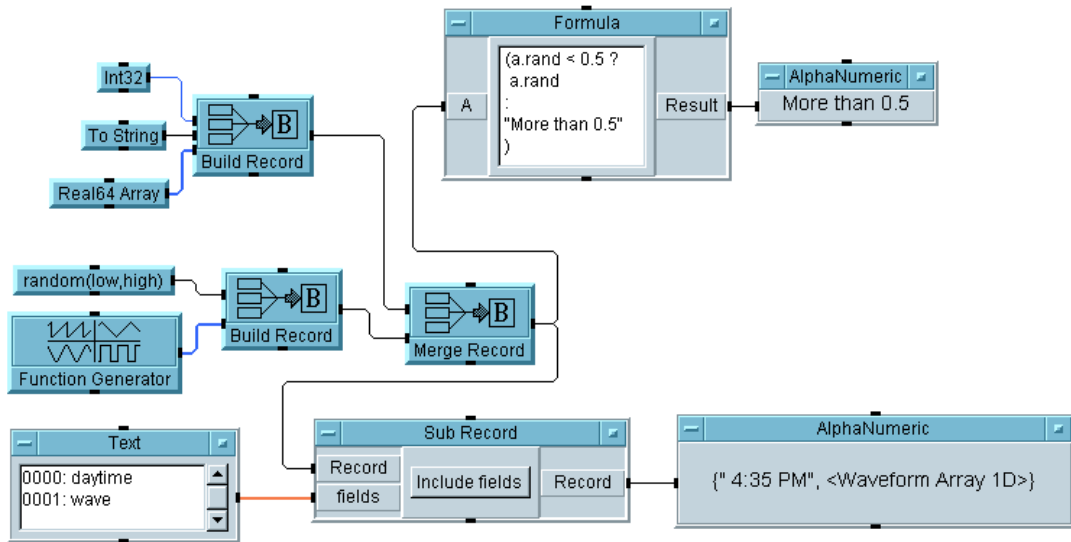 Formula
(a.rand < 0.5 ?
a.rand
:
"More than 0.5"
)
A
Result
AlphaNumeric
More than 0.5
Int32
To String
Real64 Array
B
Build Record
random(low,high)
Function Generator
B
Build Record
B
Merge Record
Text
0000: daytime
0001: wave
Sub Record
Record
fields
Include fields
Record
AlphaNumeric
{" 4:35 PM", <Waveform Array 1D>}